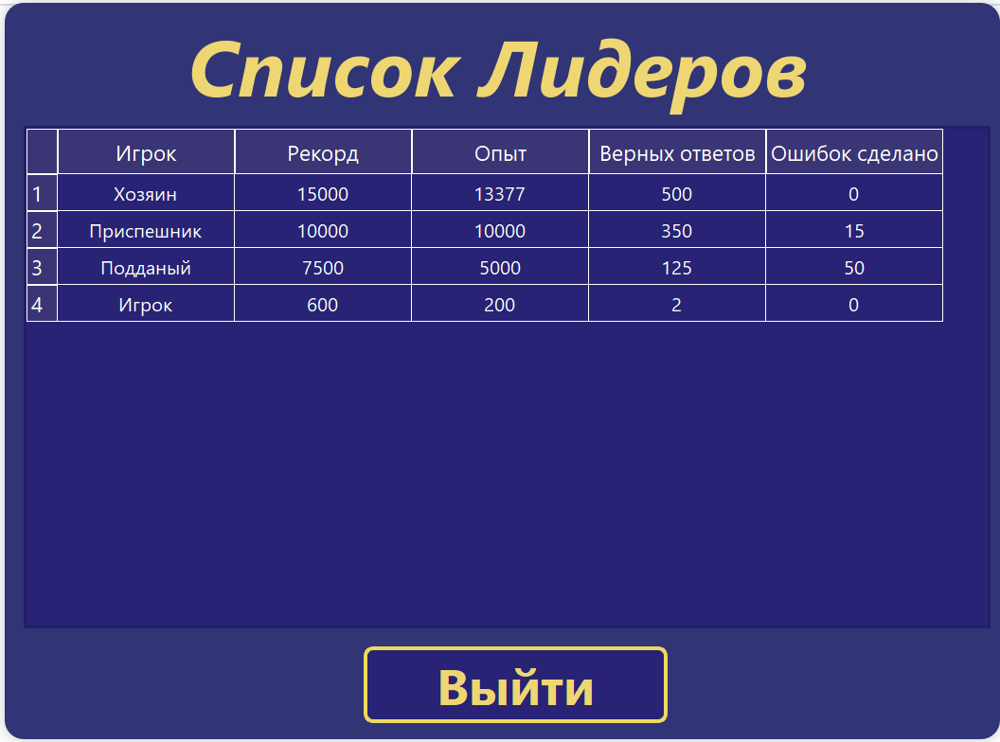 Список Лидеров
Игрок Рекорд Опыт Верных ответов Ошибок сделано
1 Хозяин 15000 13377 500 0
2 Приспешник 10000 10000 350 15
3 Подданый 7500 5000 125 50
4 Игрок 600 200 2 0
Выйти